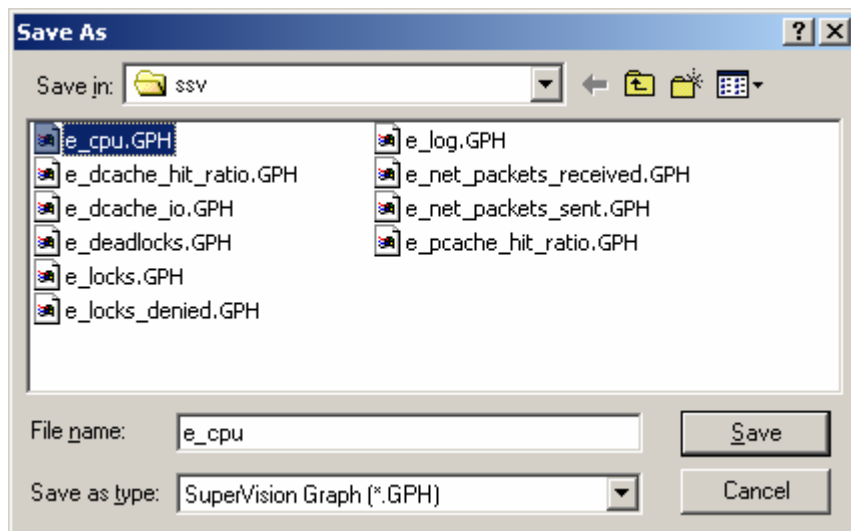 Save As
Save in: ssv
e_cpu.GPH
e_dcache_hit_ratio.GPH
e_dcache_io.GPH
e_deadlocks.GPH
e_locks.GPH
e_locks_denied.GPH
e_log.GPH
e_net_packets_received.GPH
e_net_packets_sent.GPH
e_pcache_hit_ratio.GPH
File name: e_cpu Save
Save as type: SuperVision Graph (*.GPH) Cancel